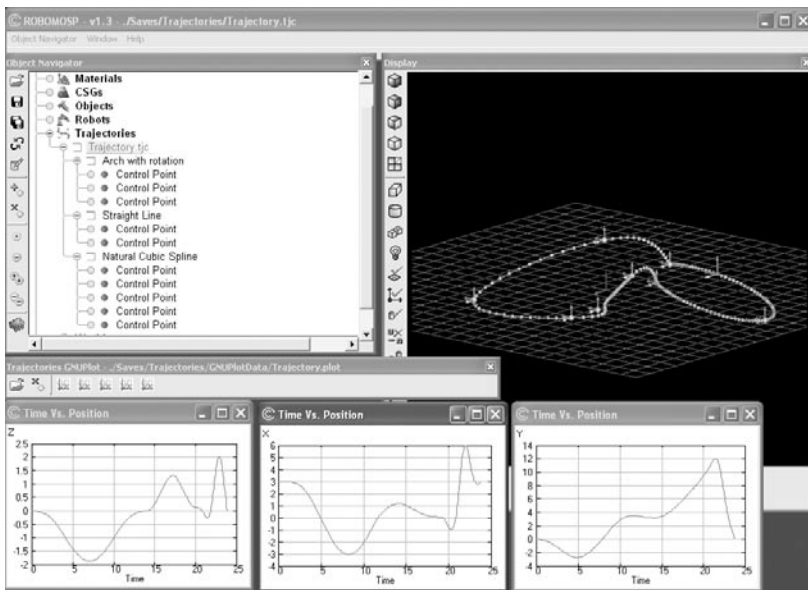 ROBOMOSP - v1.3 - ./Saves/Trajectories/Trajectory.tjc
Object Navigator Window Help
Object Navigator
Display
Materials
CSGs
Objects
Robots
Trajectories
Trajectory.tjc
Arch with rotation
Control Point
Control Point
Control Point
Straight Line
Control Point
Control Point
Natural Cubic Spline
Control Point
Control Point
Control Point
Control Point
Control Point
Trajectories GNUPlot - ./Saves/Trajectories/GNUPlotData/Trajectory.plot
Time Vs. Position
Z
2.5
2
1.5
1
0.5
0
-0.5
-1
-1.5
-2
0 5 10 15 20 25
Time
Time Vs. Position
X
6
5
4
3
2
1
0
-1
-2
-3
-4
0 5 10 15 20 25
Time
Time Vs. Position
Y
14
12
10
8
6
4
2
0
-2
-4
0 5 10 15 20 25
Time